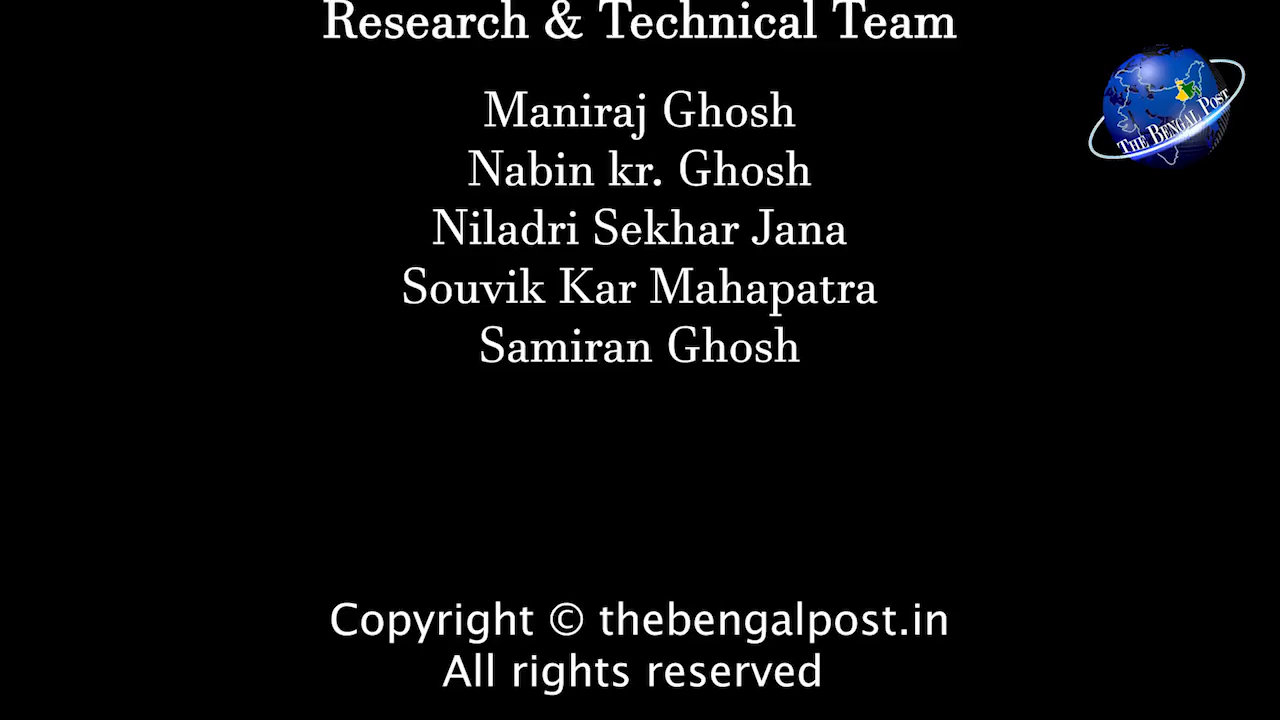 Research & Technical Team
Maniraj Ghosh
Nabin kr. Ghosh
Niladri Sekhar Jana
Souvik Kar Mahapatra
Samiran Ghosh
THE BENGAL POST
Copyright © thebengalpost.in
All rights reserved